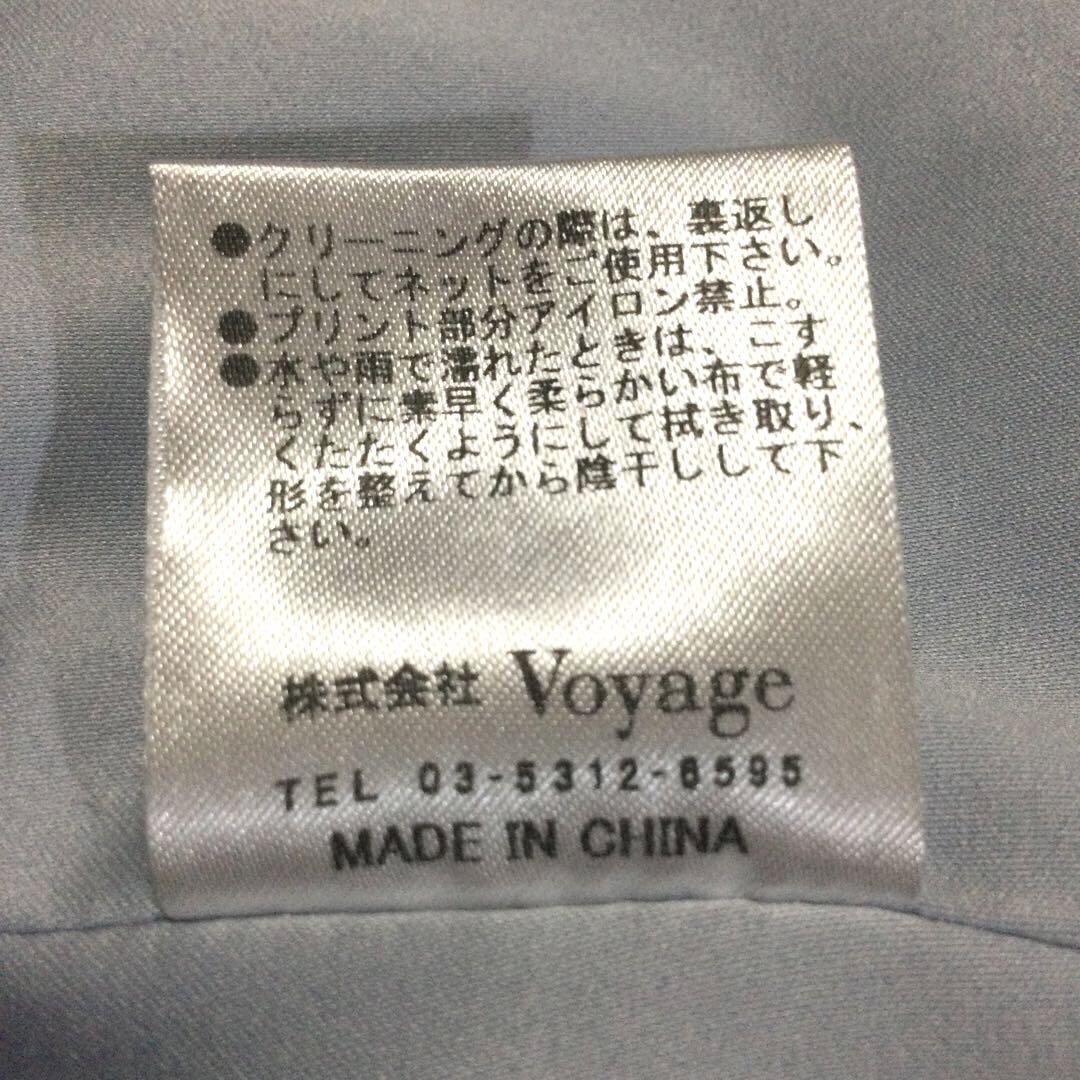 ●クリーニングの際は、裏返し
にしてネットをご使用下さい。
●プリント部分アイロン禁止。
●水や雨で濡れたときは、こす
らずに素早く柔らかい布で軽
くたたくようにして拭き取り、
形を整えてから陰干しして下
さい。
株式会社 Voyage
TEL 03-5312-6595
MADE IN CHINA